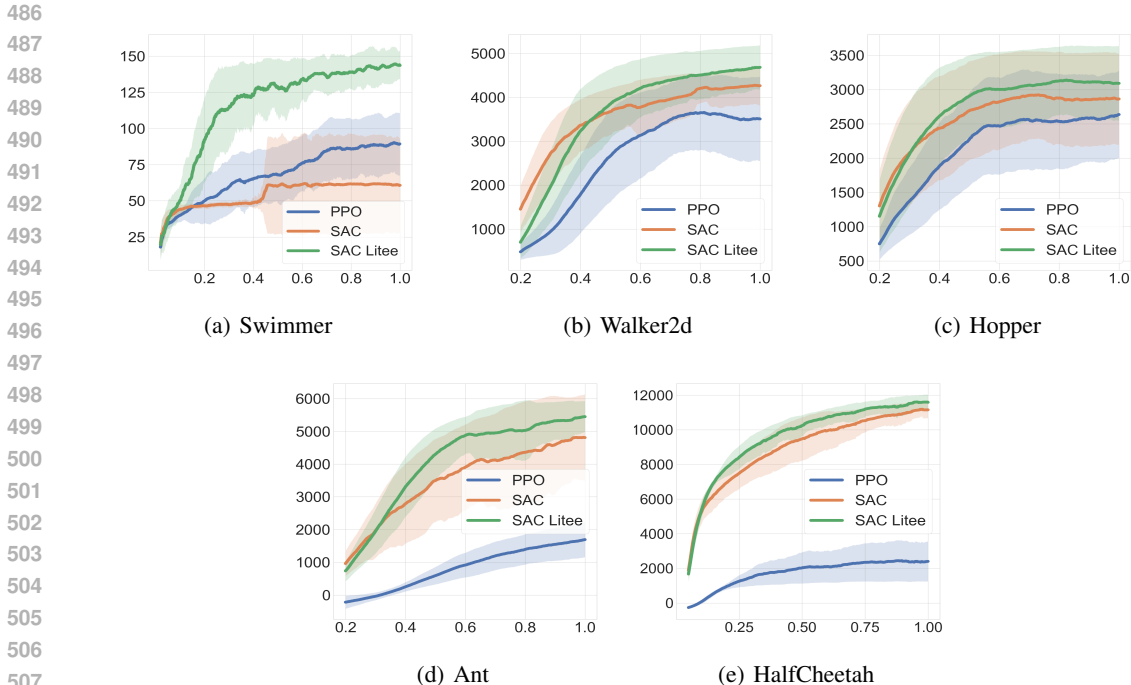 486
487
488
489
490
491
492
493
494
495
496
497
498
499
500
501
502
503
504
505
506
507
150
125
100
75
50
25
0.2 0.4 0.6 0.8 1.0
PPO
SAC
SAC Litee
(a) Swimmer
5000
4000
3000
2000
1000
0.2 0.4 0.6 0.8 1.0
PPO
SAC
SAC Litee
(b) Walker2d
3500
3000
2500
2000
1500
1000
500
0.2 0.4 0.6 0.8 1.0
PPO
SAC
SAC Litee
(c) Hopper
6000
5000
4000
3000
2000
1000
0
0.2 0.4 0.6 0.8 1.0
PPO
SAC
SAC Litee
(d) Ant
12000
10000
8000
6000
4000
2000
0
0.25 0.50 0.75 1.00
PPO
SAC
SAC Litee
(e) HalfCheetah